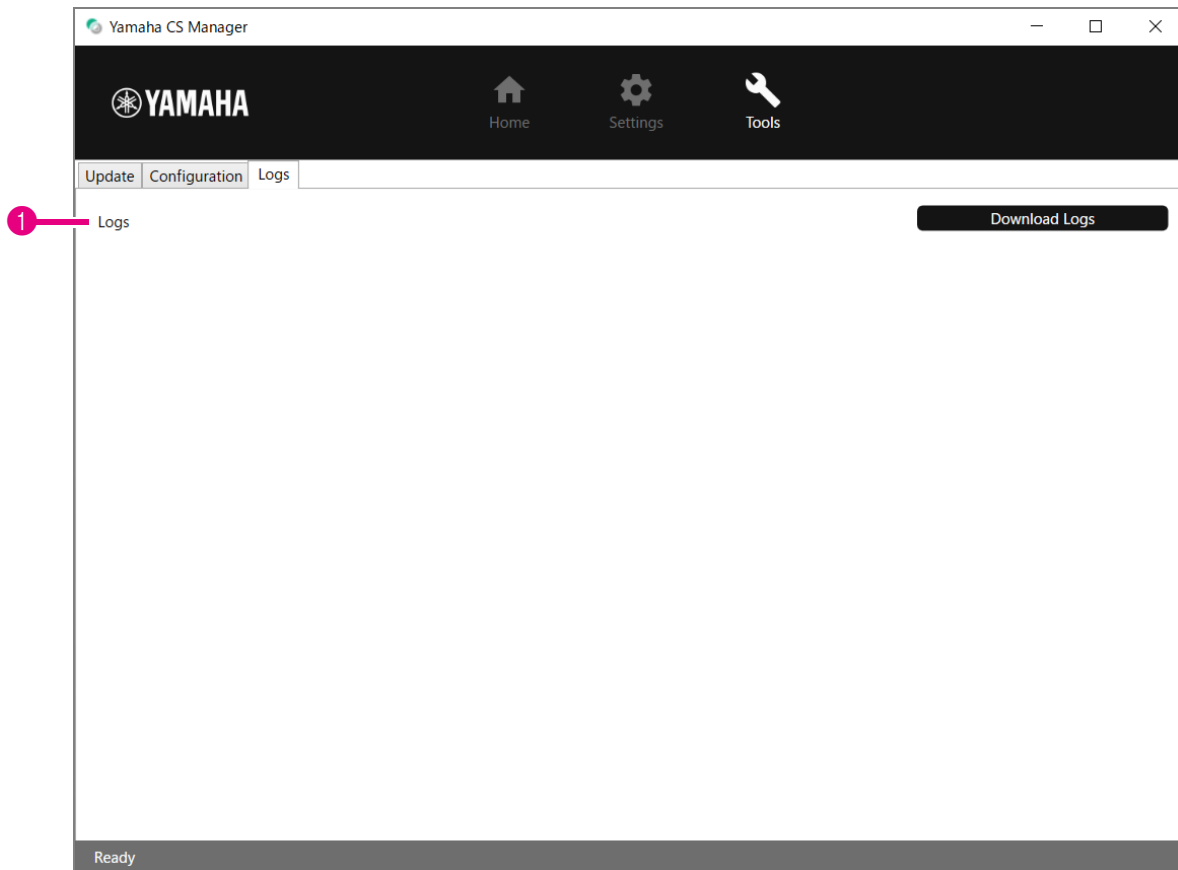 Yamaha CS Manager
YAMAHA
Home Settings Tools
Update Configuration Logs
1 Logs Download Logs
Ready